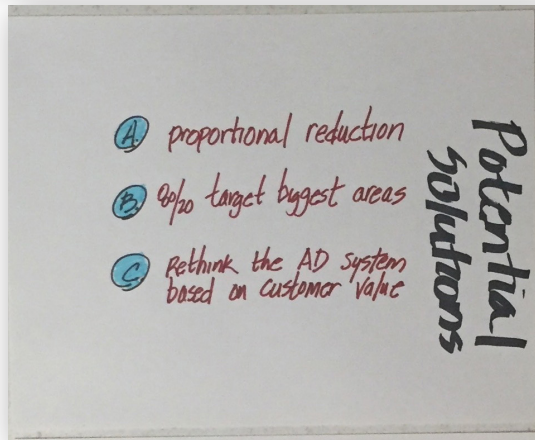 Potential
Solutions
A. proportional reduction
B. 80/20 target biggest areas
C. Rethink the AD System
based on customer value